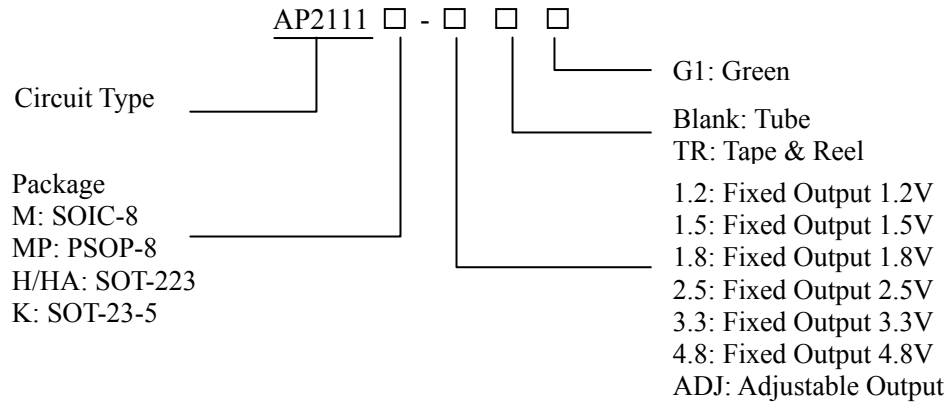 AP2111 □ - □ □ □
Circuit Type
Package
M: SOIC-8
MP: PSOP-8
H/HA: SOT-223
K: SOT-23-5
G1: Green
Blank: Tube
TR: Tape & Reel
1.2: Fixed Output 1.2V
1.5: Fixed Output 1.5V
1.8: Fixed Output 1.8V
2.5: Fixed Output 2.5V
3.3: Fixed Output 3.3V
4.8: Fixed Output 4.8V
ADJ: Adjustable Output